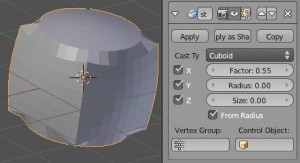 st
Apply
ply as Sha
Copy
Cast Ty
Cuboid
X
Factor: 0.55
Y
Radius: 0.00
Z
Size: 0.00
From Radius
Vertex Group:
Control Object: